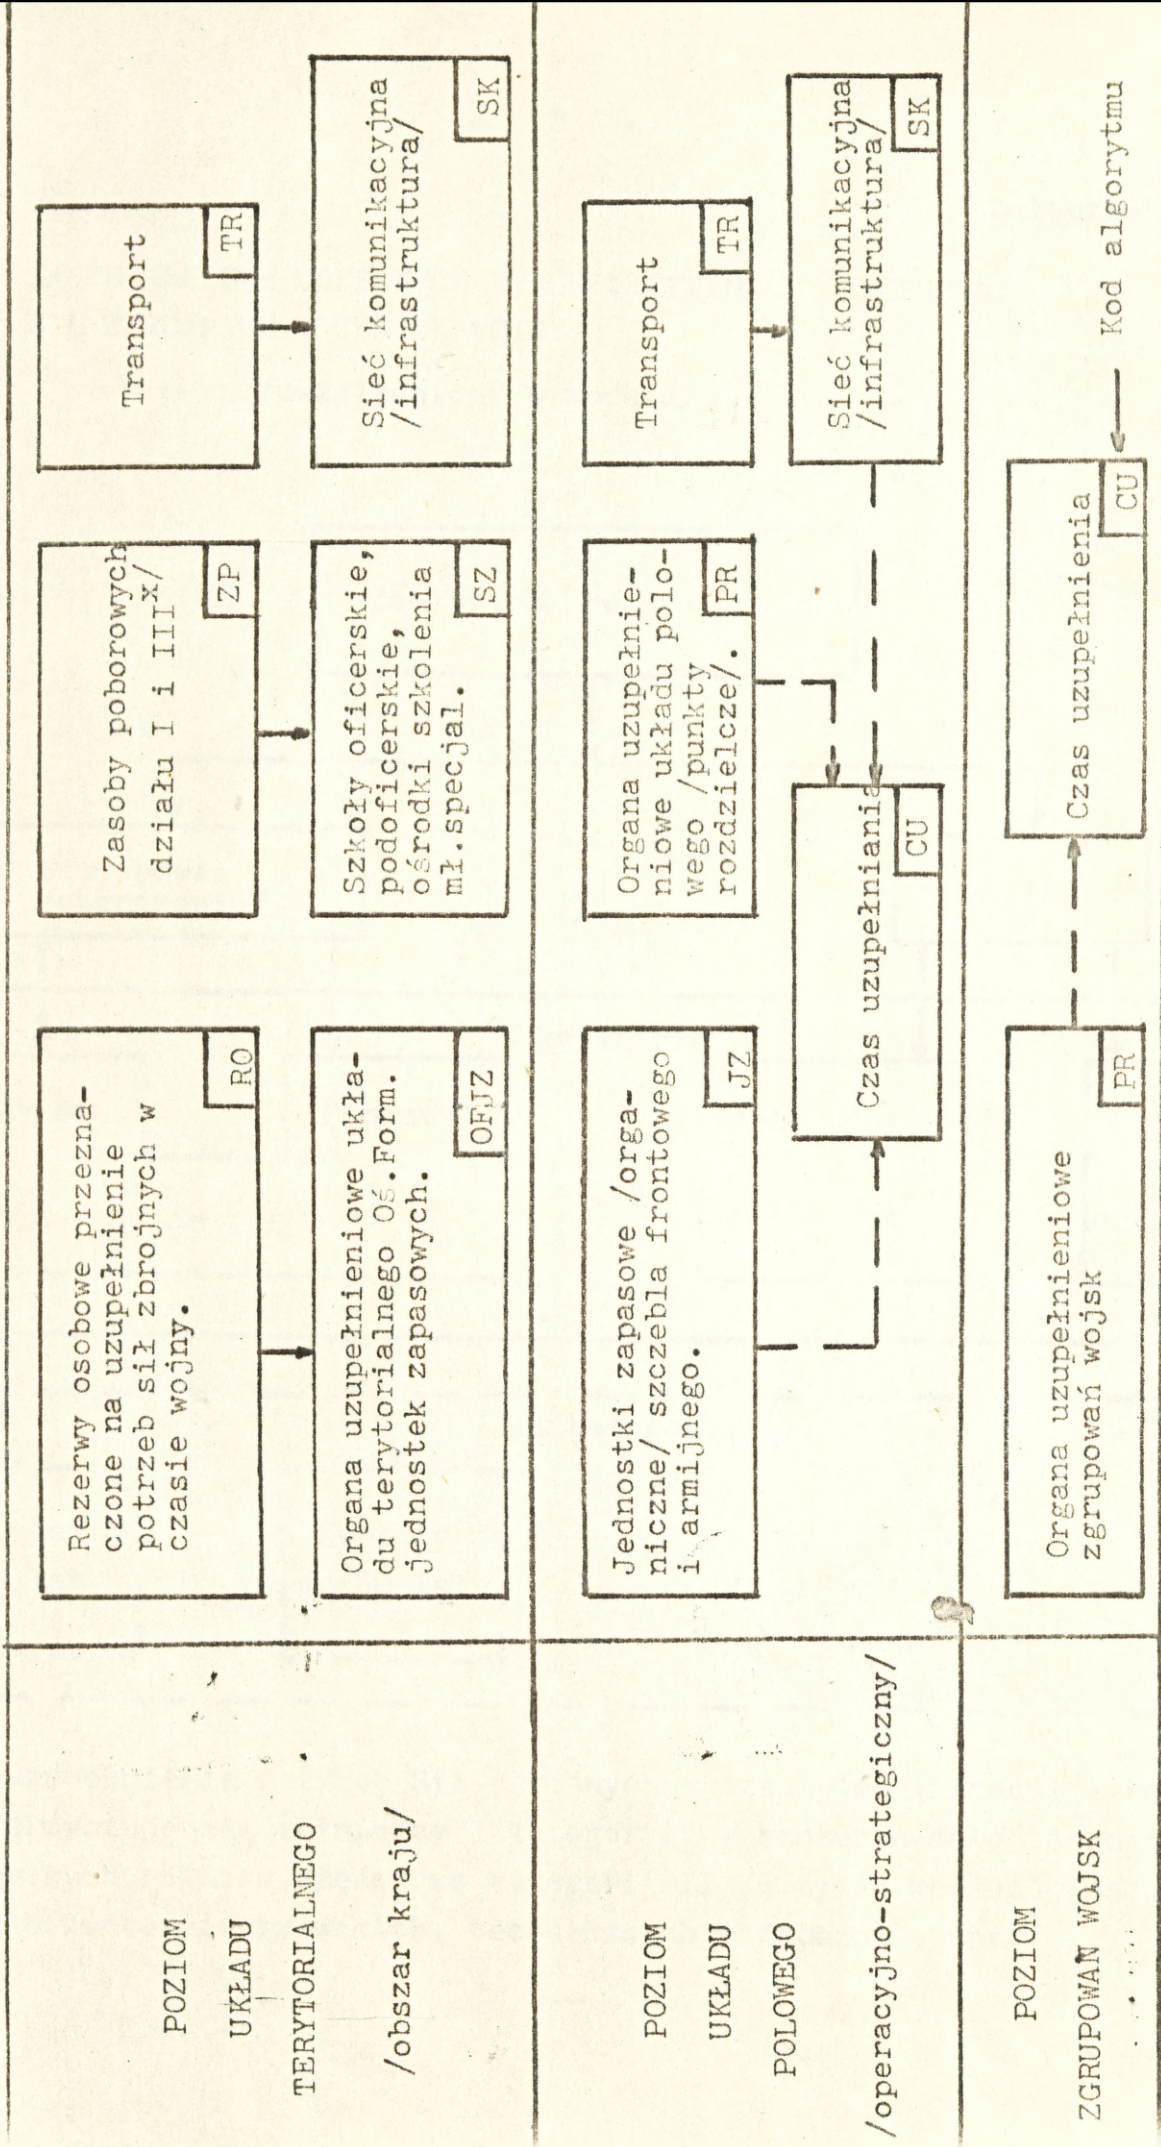 POZIOM
UKŁADU
TERYTORIALNEGO
/obszar kraju/
Rezerwy osobowe przezna-
czone na uzupełnienie
potrzeb sił zbrojnych w
czasie wojny.
RO
Zasoby poborowych
działu I i IIIx/
ZP
Transport
TR
Organa uzupełnieniowe ukła-
du terytorialnego Oś.Form.
jednostek zapasowych.
OFJZ
Szkoły oficerskie,
podoficerskie,
ośrodki szkolenia
mł.specjal.
SZ
Sieć komunikacyjna
/infrastruktura/
SK
POZIOM
UKŁADU
POLOWEGO
/operacyjno-strategiczny/
Jednostki zapasowe /orga-
niczne/ szczebla frontowego
i armijnego.
JZ
Organa uzupełnie-
niowe układu polo-
wego /punkty
rozdzielcze/.
PR
Transport
TR
Czas uzupełniania
CU
Sieć komunikacyjna
/infrastruktura/
SK
POZIOM
ZGRUPOWAŃ WOJSK
Organa uzupełnieniowe
zgrupowań wojsk
PR
Czas uzupełnienia
CU
Kod algorytmu